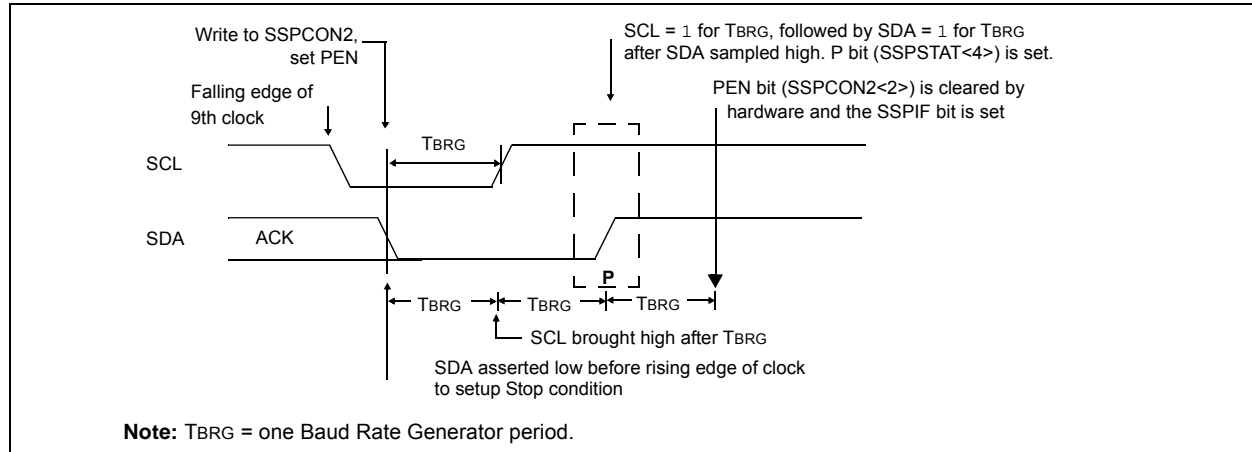 Write to SSPCON2,
set PEN
SCL = 1 for TBRG, followed by SDA = 1 for TBRG
after SDA sampled high. P bit (SSPSTAT<4>) is set.
Falling edge of
9th clock
PEN bit (SSPCON2<2>) is cleared by
hardware and the SSPIF bit is set
TBRG
SCL
SDA
ACK
P
TBRG
TBRG
TBRG
SCL brought high after TBRG
SDA asserted low before rising edge of clock
to setup Stop condition
Note: TBRG = one Baud Rate Generator period.